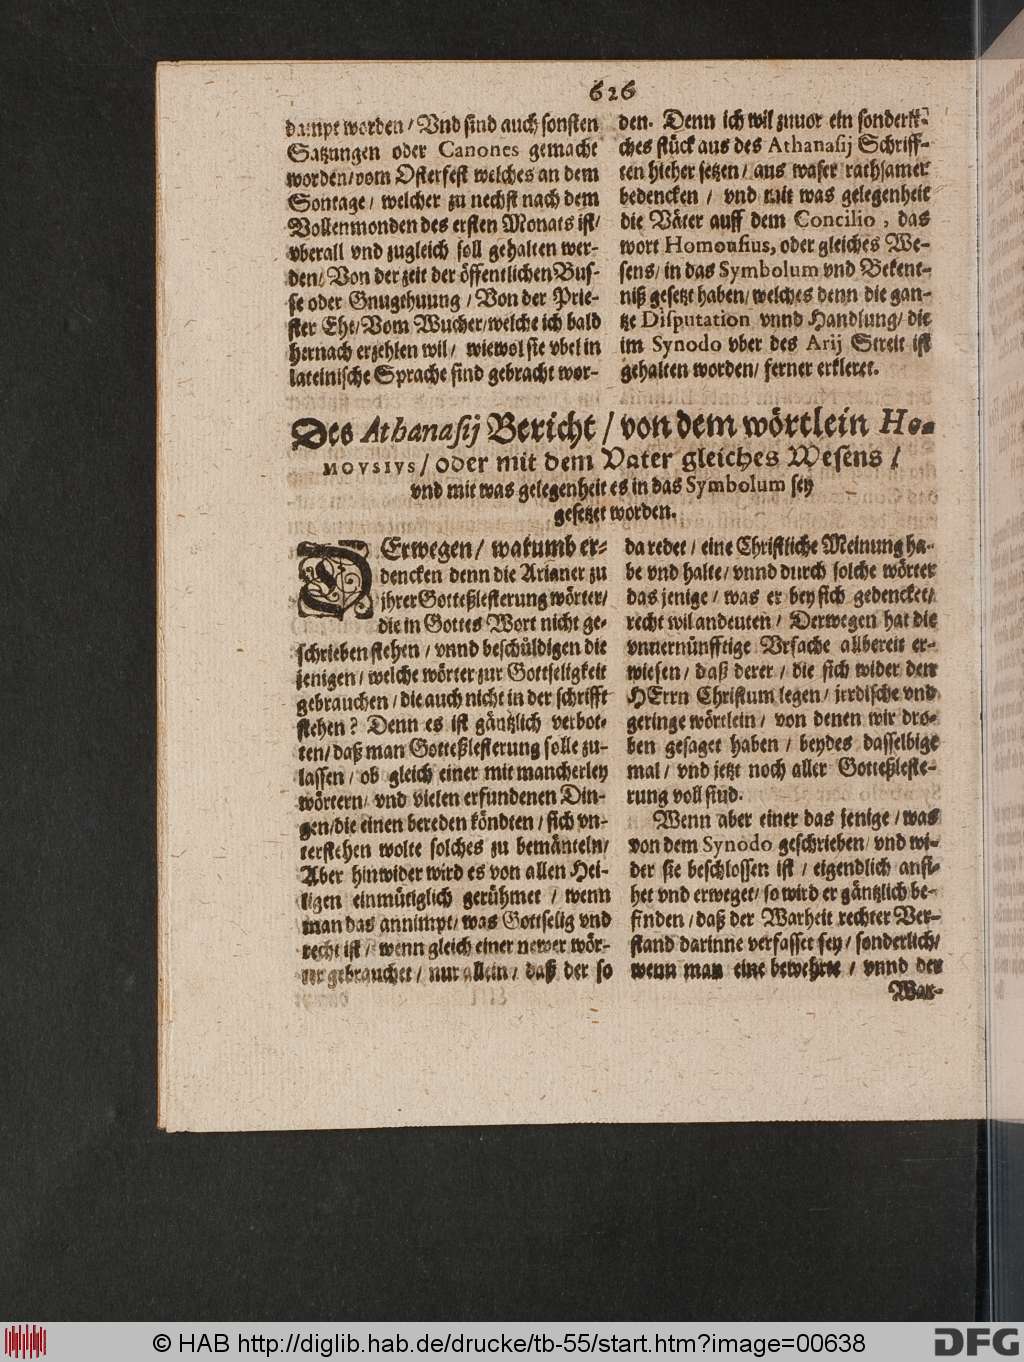 626
dampt worden / Vnd sind auch sonsten
Satzungen oder Canones gemacht
worden/vom Osterfest welches an dem
Sontage / welcher zu nechst nach dem
Vollenmonden des ersten Monats ist/
vberall vnd zugleich soll gehalten wer-
den/ Von der zeit der öffentlichen Bus-
se oder Gnugthuung / Von der Prie-
ster Ehe/Vom Wucher/welche ich bald
hernach erzehlen wil/ wiewol sie vbel in
lateinische Sprache sind gebracht wor-
den. Denn ich wil zuuor ein sonderli-
ches stück aus des Athanasij Schriff-
ten hieher setzen/ aus waser rathsamer
bedencken / vnd mit was gelegenheit
die Väter auff dem Concilio, das
wort Homousius, oder gleiches We-
sens/ in das Symbolum vnd Bekent-
niß gesetzt haben/ welches denn die gan-
tze Disputation vnnd Handlung/ die
im Synodo vber des Arij Streit ist
gehalten worden/ ferner erkleret.
Des Athanasij Bericht / von dem wörtlein Ho-
MOVSIVS / oder mit dem Vater gleiches Wesens /
vnd mit was gelegenheit es in das Symbolum sey
gesetzet worden.
DErwegen / warumb er-
dencken denn die Arianer zu
jhrer Gotteßlesterung wörter/
die in Gottes Wort nicht ge-
schrieben stehen / vnnd beschüldigen die
jenigen / welche wörter zur Gottseligkeit
gebrauchen / die auch nicht in der schrifft
stehen? Denn es ist gäntzlich verbot-
ten/ daß man Gotteßlesterung solle zu-
lassen / ob gleich einer mit mancherley
wörtern/ vnd vielen erfundenen Din-
gen/die einen bereden köndten / sich vn-
terstehen wolte solches zu bemänteln/
Aber hinwider wird es von allen Hei-
ligen einmütiglich gerühmet / wenn
man das annimpt/ was Gottselig vnd
recht ist / wenn gleich einer newer wör-
ter gebrauchet / nur allein / daß der so
da redet / eine Christliche Meinung ha-
be vnd halte / vnnd durch solche wörter
das jenige / was er bey sich gedencket/
recht wil andeuten / Derwegen hat die
vnuernünfftige Vrsache allbereit er-
wiesen / daß derer / die sich wider den
HErrn Christum legen / jrrdische vnd
geringe wörtlein / von denen wir dro-
ben gesaget haben / beydes dasselbige
mal / vnd jetzt noch aller Gotteßleste-
rung voll sind.
Wenn aber einer das jenige / was
von dem Synodo geschrieben/ vnd wi-
der sie beschlossen ist / eigendlich ansi-
het vnd erweget/ so wird er gäntzlich be-
finden / daß der Warheit rechter Ver-
stand darinne verfasset sey / sonderlich/
wenn man eine bewehrte / vnnd der
War-
© HAB http://diglib.hab.de/drucke/tb-55/start.htm?image=00638
DFG